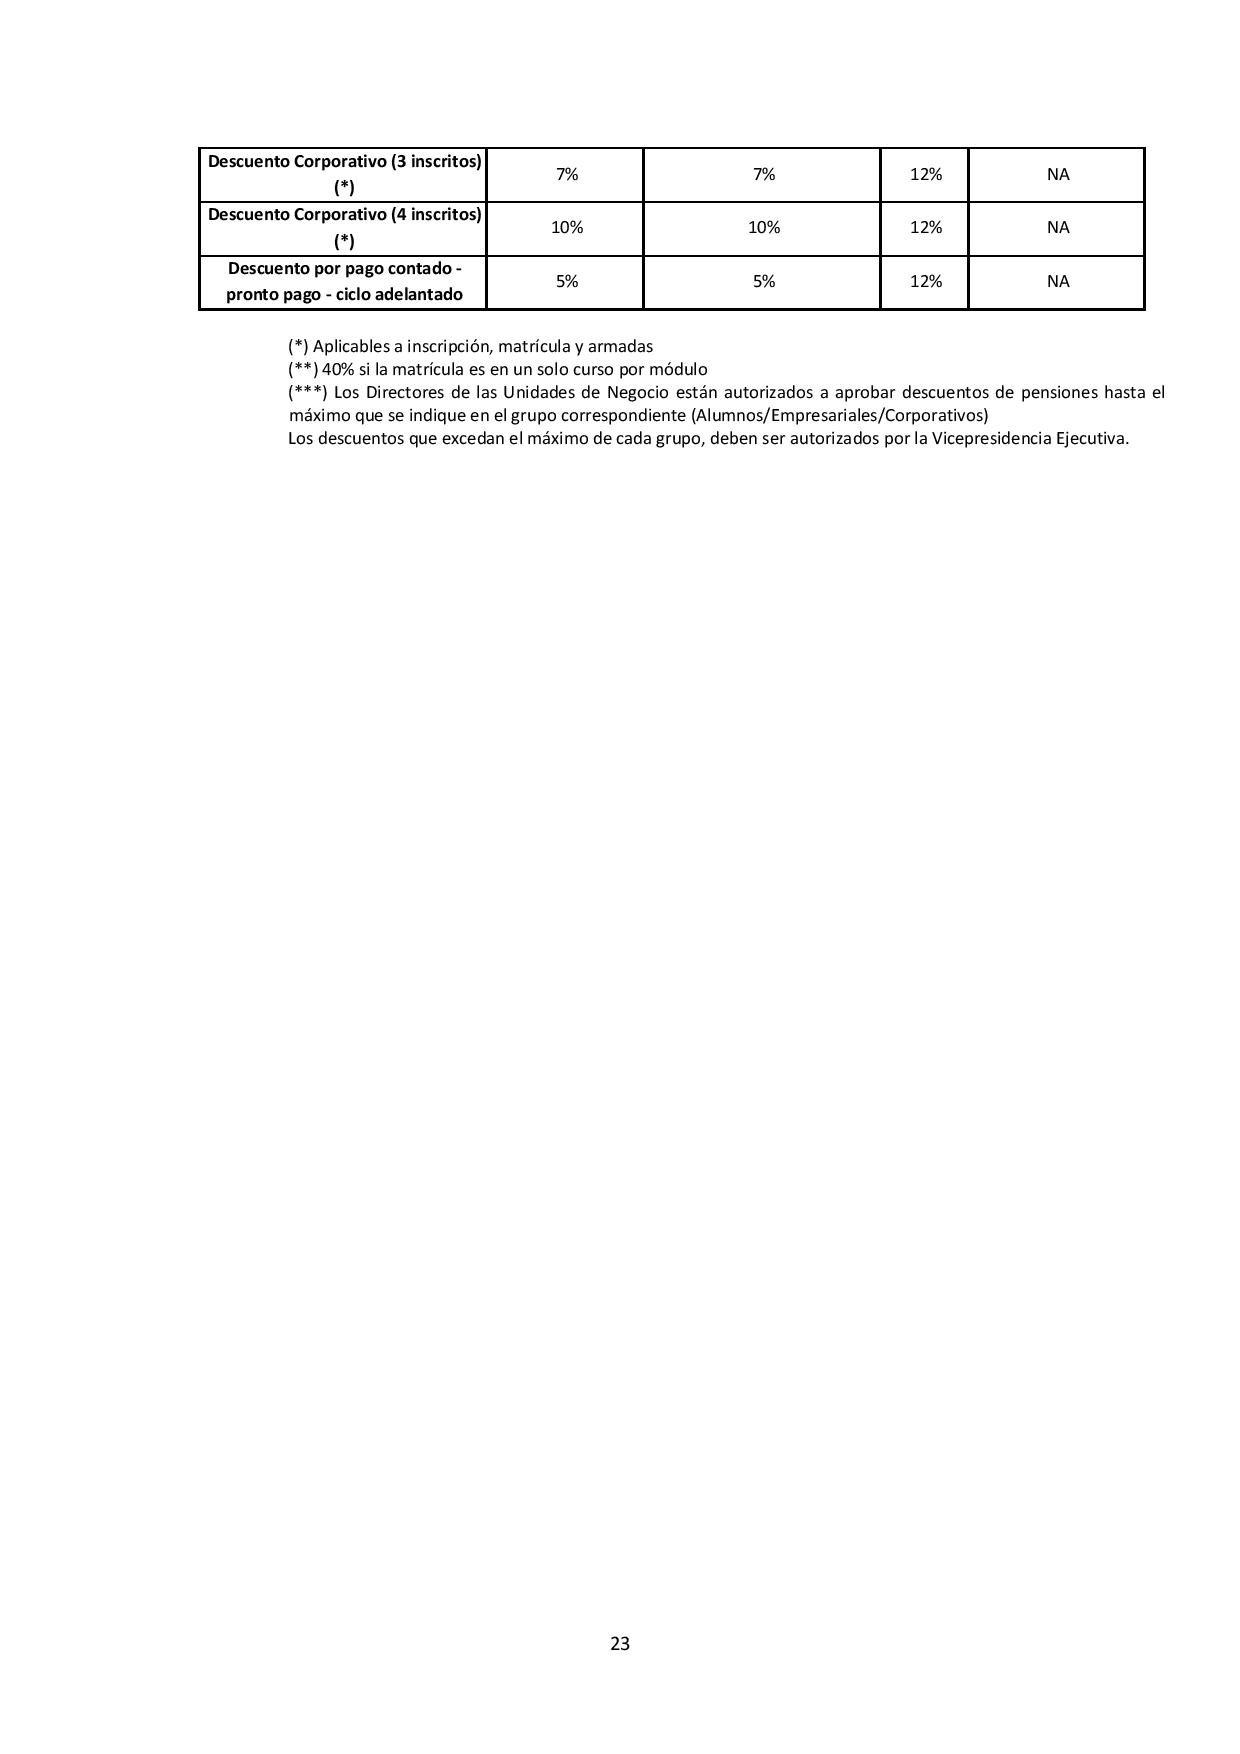 Descuento Corporativo (3 inscritos)
(*)
7%
7%
12%
NA
Descuento Corporativo (4 inscritos)
(*)
10%
10%
12%
NA
Descuento por pago contado -
pronto pago - ciclo adelantado
5%
5%
12%
NA
(*) Aplicables a inscripción, matrícula y armadas
(**) 40% si la matrícula es en un solo curso por módulo
(***) Los Directores de las Unidades de Negocio están autorizados a aprobar descuentos de pensiones hasta el
máximo que se indique en el grupo correspondiente (Alumnos/Empresariales/Corporativos)
Los descuentos que excedan el máximo de cada grupo, deben ser autorizados por la Vicepresidencia Ejecutiva.
23